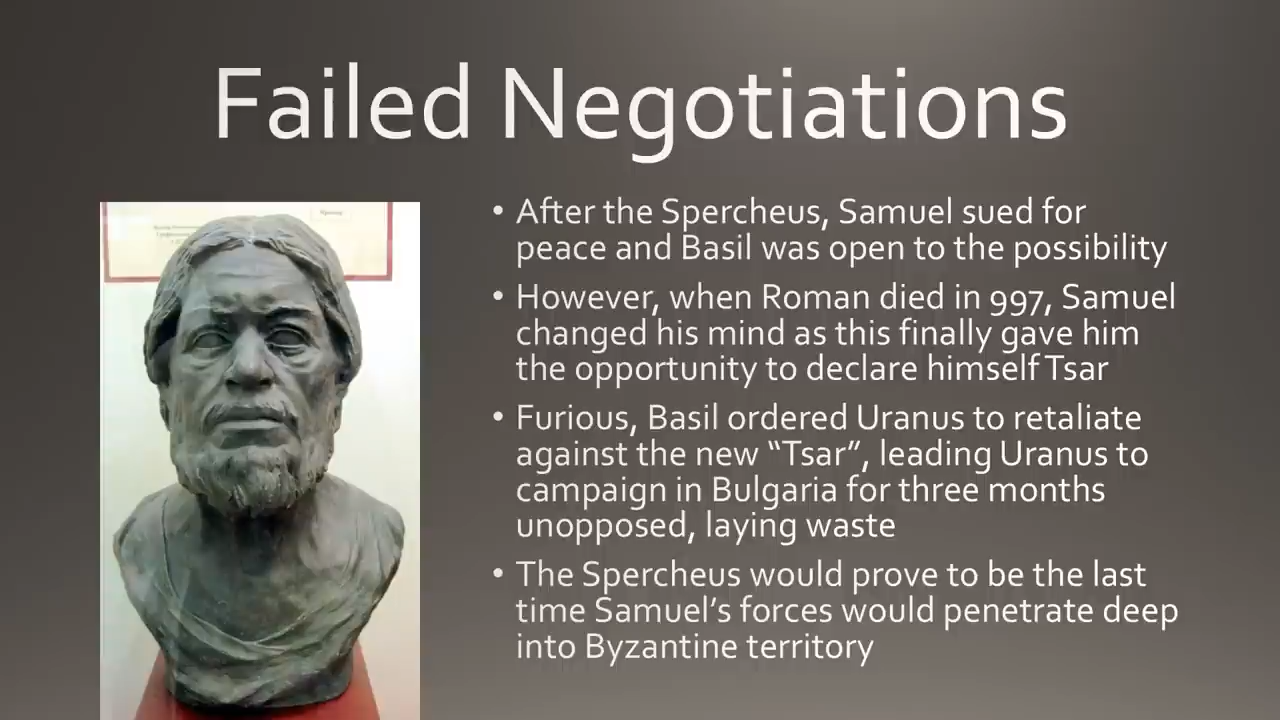 Failed Negotiations
• After the Spercheus, Samuel sued for
peace and Basil was open to the possibility
• However, when Roman died in 997, Samuel
changed his mind as this finally gave him
the opportunity to declare himself Tsar
• Furious, Basil ordered Uranus to retaliate
against the new “Tsar”, leading Uranus to
campaign in Bulgaria for three months
unopposed, laying waste
• The Spercheus would prove to be the last
time Samuel’s forces would penetrate deep
into Byzantine territory